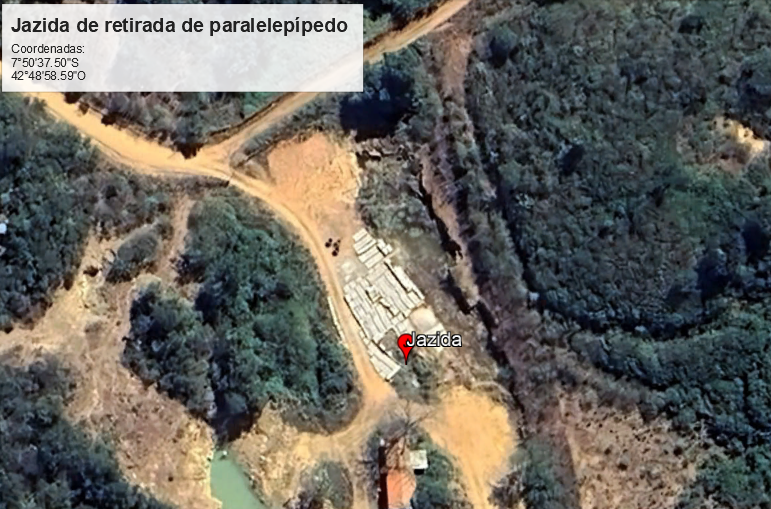 Jazida de retirada de paralelepípedo
Coordenadas:
7°50'37.50"S
42°48'58.59"O
Jazida